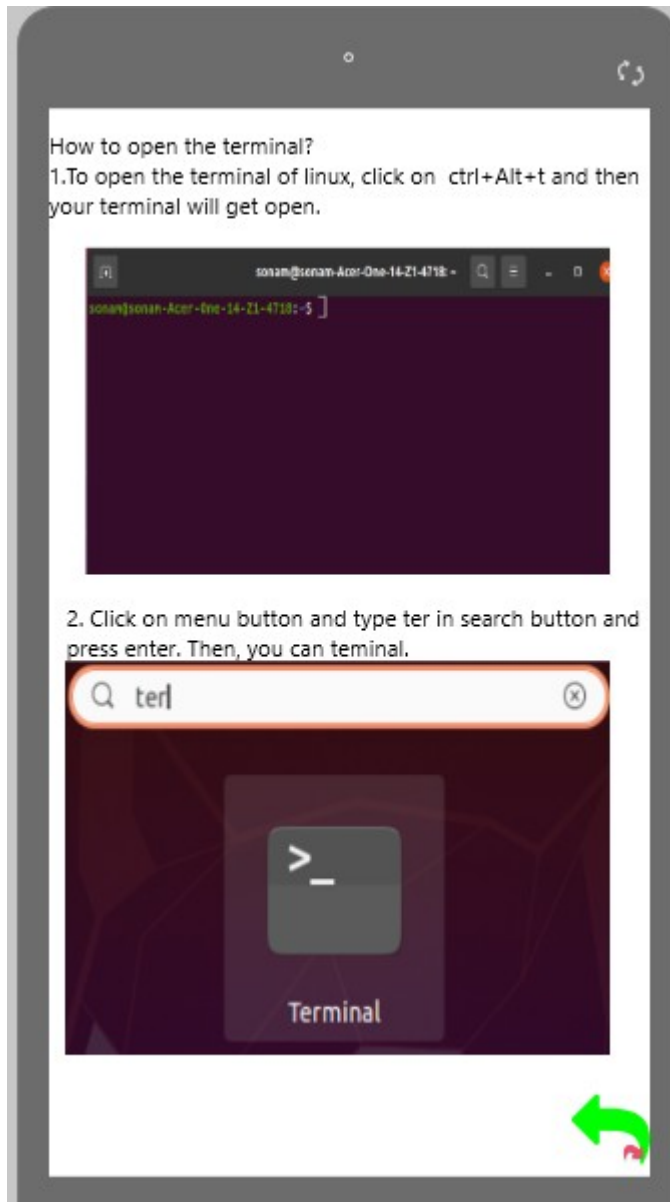 How to open the terminal?
1.To open the terminal of linux, click on ctrl+Alt+t and then
your terminal will get open.
sonam@sonam-Acer-One-14-Z1-4718: ~
sonam@sonam-Acer-One-14-Z1-4718:~$
2. Click on menu button and type ter in search button and
press enter. Then, you can teminal.
ter
>_
Terminal